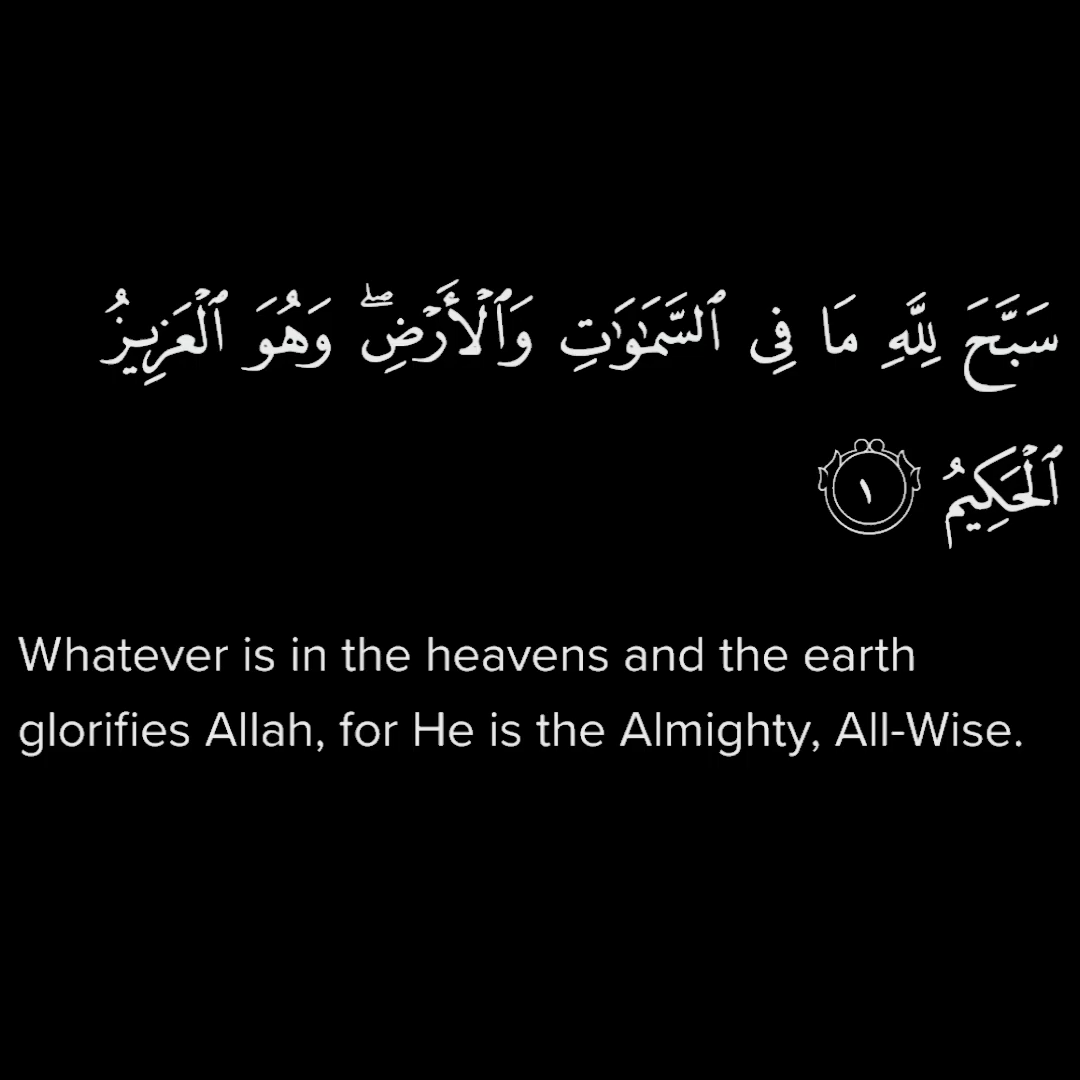 سَبَّحَ لِلَّهِ مَا فِى ٱلسَّمَـٰوَٰتِ وَٱلْأَرْضِ ۖ وَهُوَ ٱلْعَزِيزُ
ٱلْحَكِيمُ ١
Whatever is in the heavens and the earth
glorifies Allah, for He is the Almighty, All-Wise.